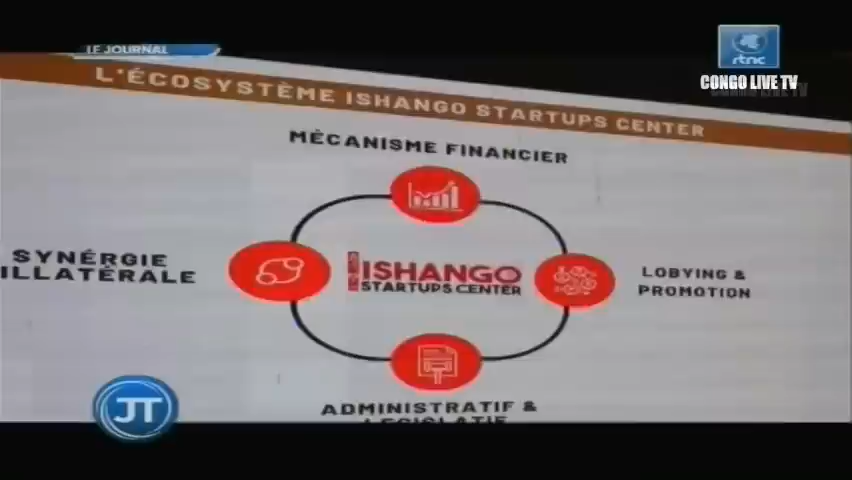 LE JOURNAL
rtnc
CONGO LIVE TV
L'ÉCOSYSTÈME ISHANGO STARTUPS CENTER
MÉCANISME FINANCIER
SYNÉRGIE
ILLATÉRALE
ISHANGO
STARTUPS CENTER
LOBYING &
PROMOTION
ADMINISTRATIF &
LEGISLATIF
JT